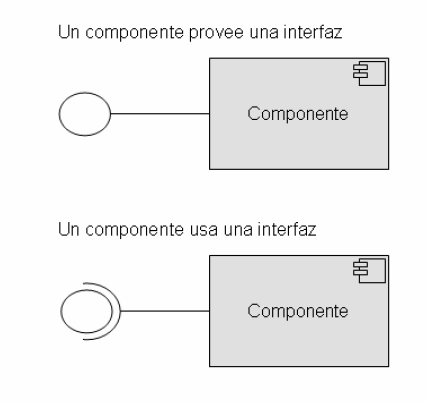 Un componente provee una interfaz
Componente
Un componente usa una interfaz
Componente